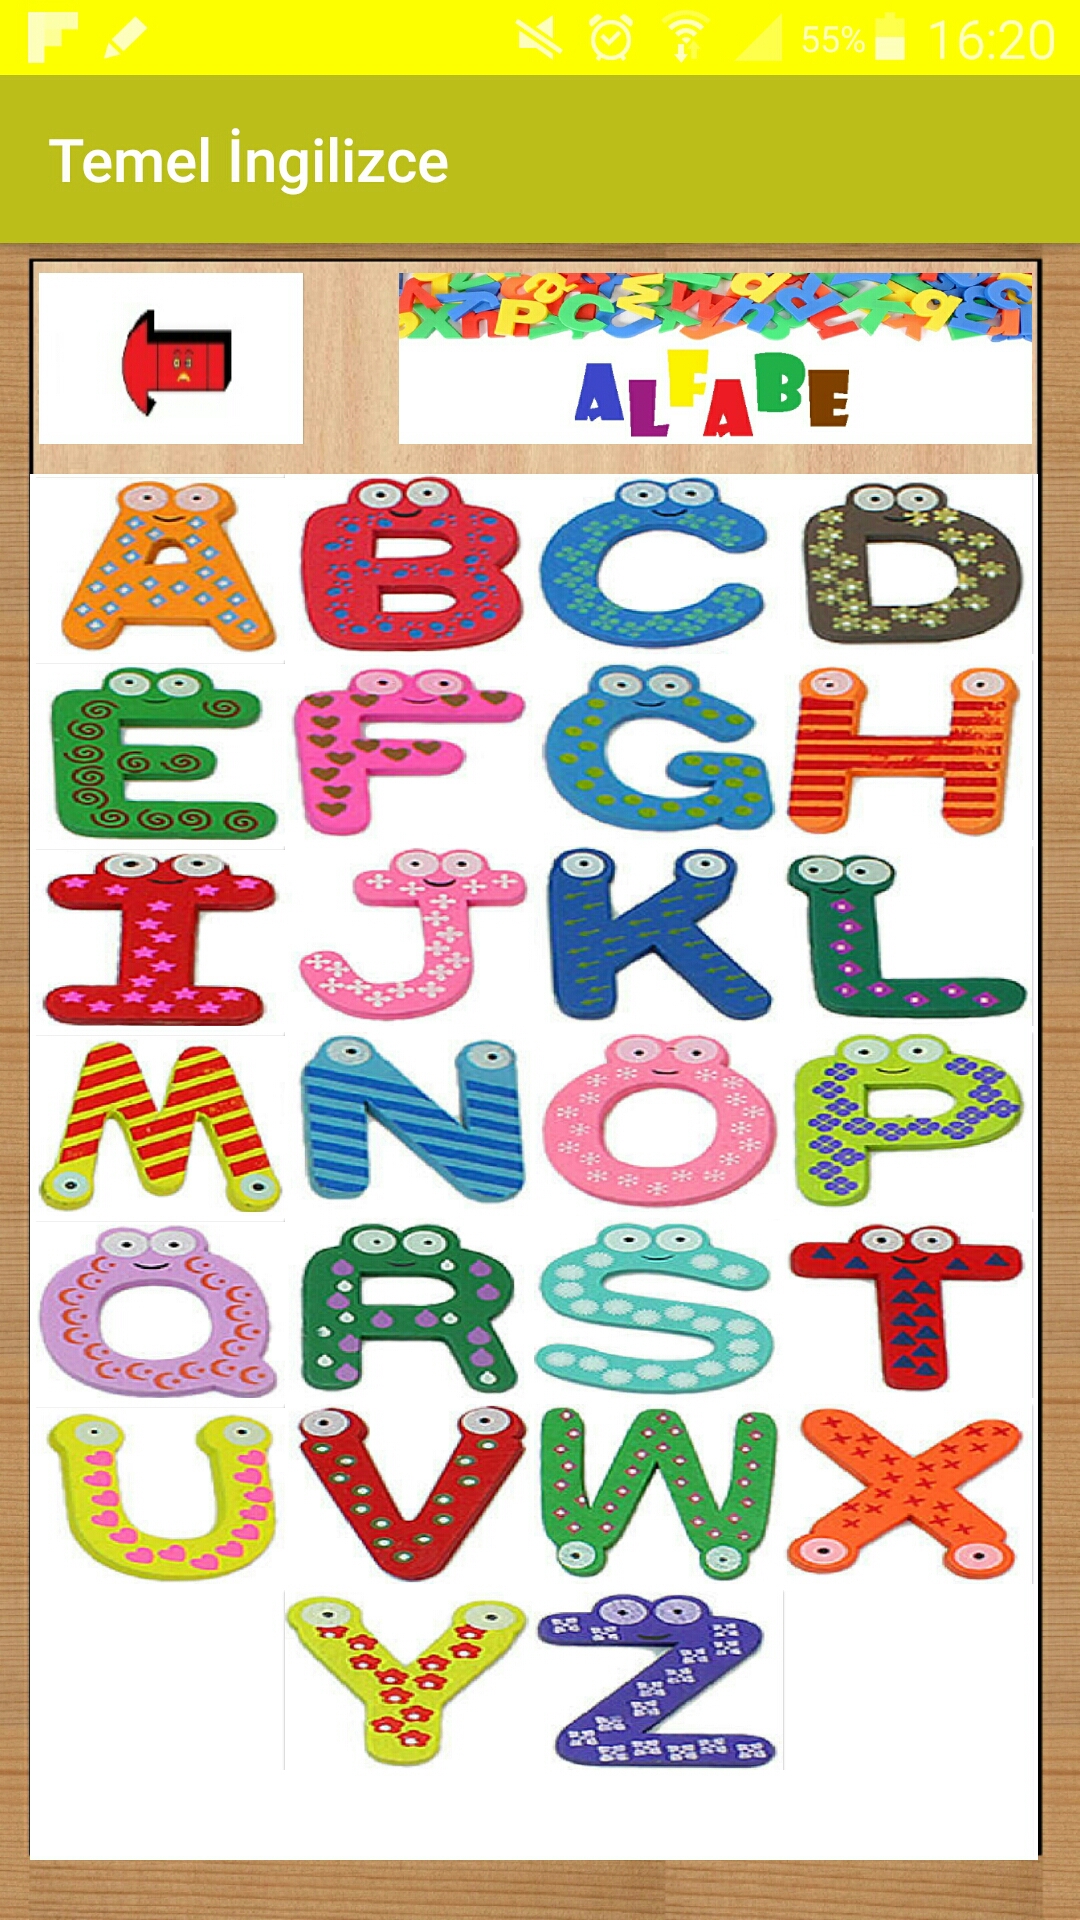 55% 16:20
Temel İngilizce
ALFABE
A B C D
E F G H
I J K L
M N O P
Q R S T
U V W X
Y Z